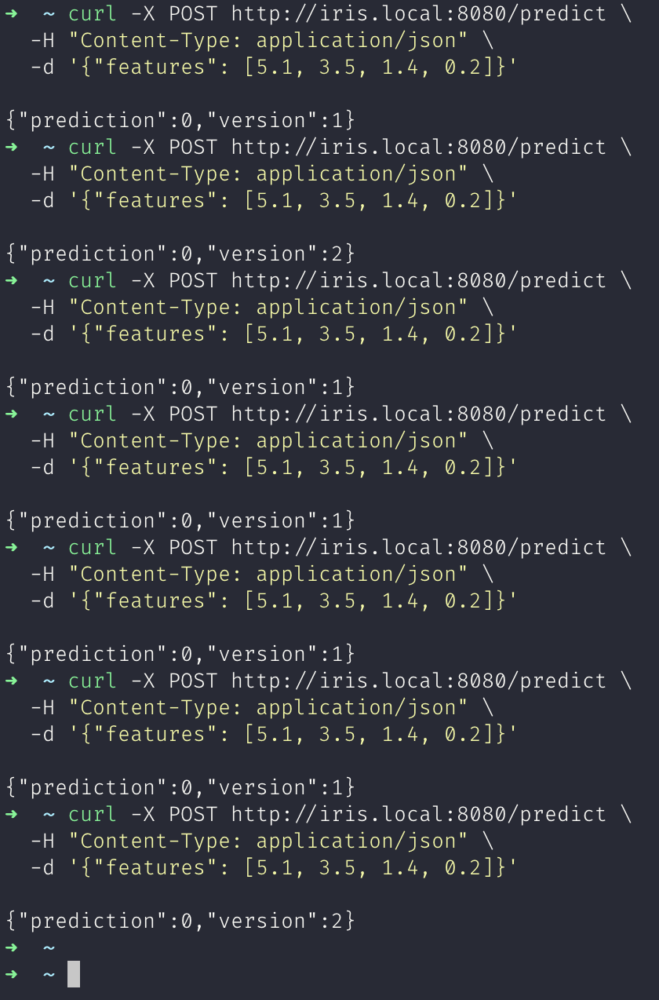 ➜  ~ curl -X POST http://iris.local:8080/predict \
  -H "Content-Type: application/json" \
  -d '{"features": [5.1, 3.5, 1.4, 0.2]}'
{"prediction":0,"version":1}
➜  ~ curl -X POST http://iris.local:8080/predict \
  -H "Content-Type: application/json" \
  -d '{"features": [5.1, 3.5, 1.4, 0.2]}'
{"prediction":0,"version":2}
➜  ~ curl -X POST http://iris.local:8080/predict \
  -H "Content-Type: application/json" \
  -d '{"features": [5.1, 3.5, 1.4, 0.2]}'
{"prediction":0,"version":1}
➜  ~ curl -X POST http://iris.local:8080/predict \
  -H "Content-Type: application/json" \
  -d '{"features": [5.1, 3.5, 1.4, 0.2]}'
{"prediction":0,"version":1}
➜  ~ curl -X POST http://iris.local:8080/predict \
  -H "Content-Type: application/json" \
  -d '{"features": [5.1, 3.5, 1.4, 0.2]}'
{"prediction":0,"version":1}
➜  ~ curl -X POST http://iris.local:8080/predict \
  -H "Content-Type: application/json" \
  -d '{"features": [5.1, 3.5, 1.4, 0.2]}'
{"prediction":0,"version":1}
➜  ~ curl -X POST http://iris.local:8080/predict \
  -H "Content-Type: application/json" \
  -d '{"features": [5.1, 3.5, 1.4, 0.2]}'
{"prediction":0,"version":2}
➜  ~
➜  ~